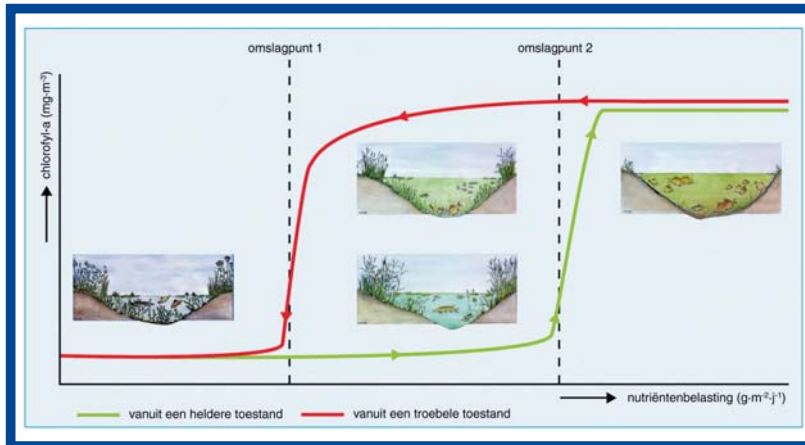 omslagpunt 1
omslagpunt 2
chlorofyl-a (mg·m⁻³)
nutriëntenbelasting (g·m⁻²·j⁻¹)
vanuit een heldere toestand
vanuit een troebele toestand